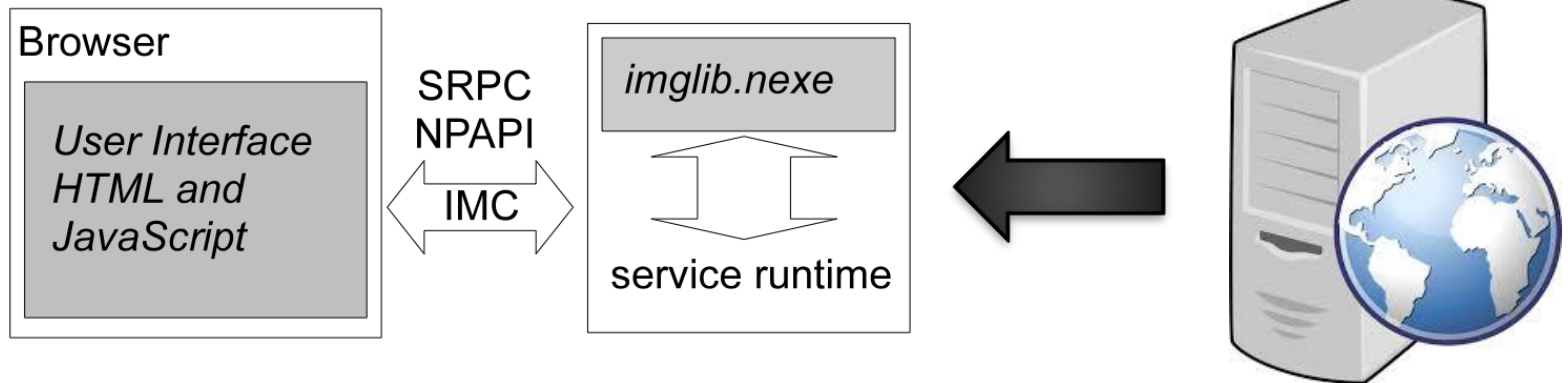 Browser
User Interface
HTML and
JavaScript
SRPC
NPAPI
IMC
imglib.nexe
service runtime